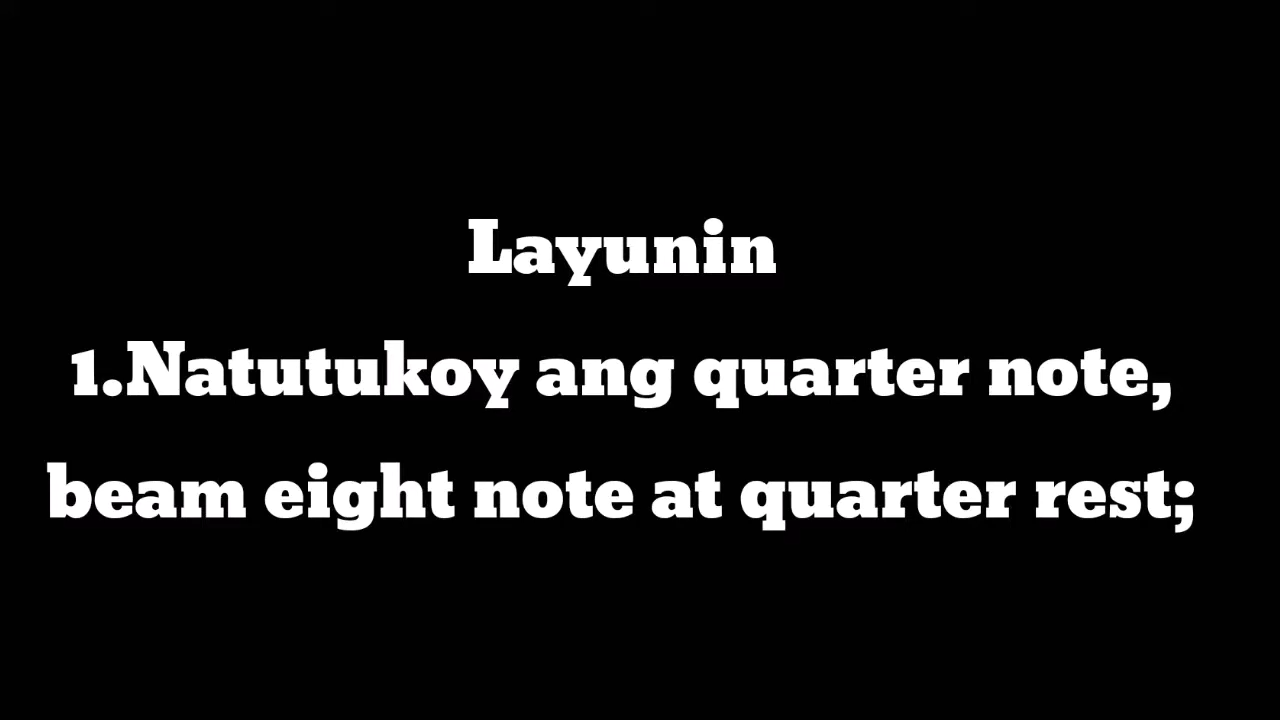 Layunin
1.Natutukoy ang quarter note,
beam eight note at quarter rest;